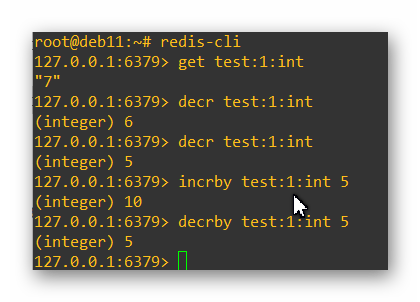 root@deb11:~# redis-cli
127.0.0.1:6379> get test:1:int
"7"
127.0.0.1:6379> decr test:1:int
(integer) 6
127.0.0.1:6379> decr test:1:int
(integer) 5
127.0.0.1:6379> incrby test:1:int 5
(integer) 10
127.0.0.1:6379> decrby test:1:int 5
(integer) 5
127.0.0.1:6379>